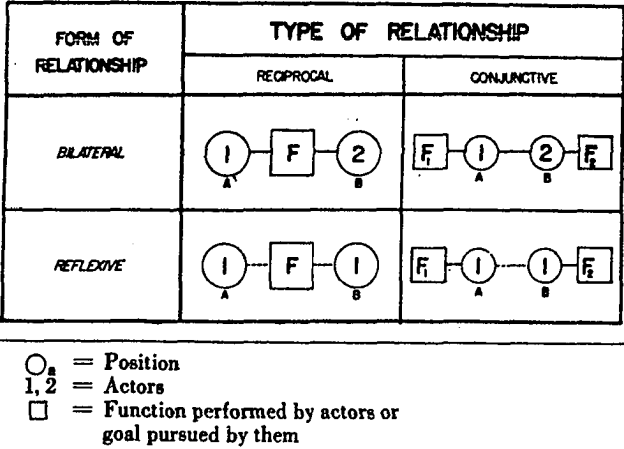 FORM OF
RELATIONSHIP
TYPE OF RELATIONSHIP
RECIPROCAL
CONJUNCTIVE
BILATERAL
1 F 2
A B
F1 1 2 F2
A B
REFLEXIVE
1 F 1
A B
F1 1 1 F2
A B
○a = Position
1, 2 = Actors
□ = Function performed by actors or
goal pursued by them